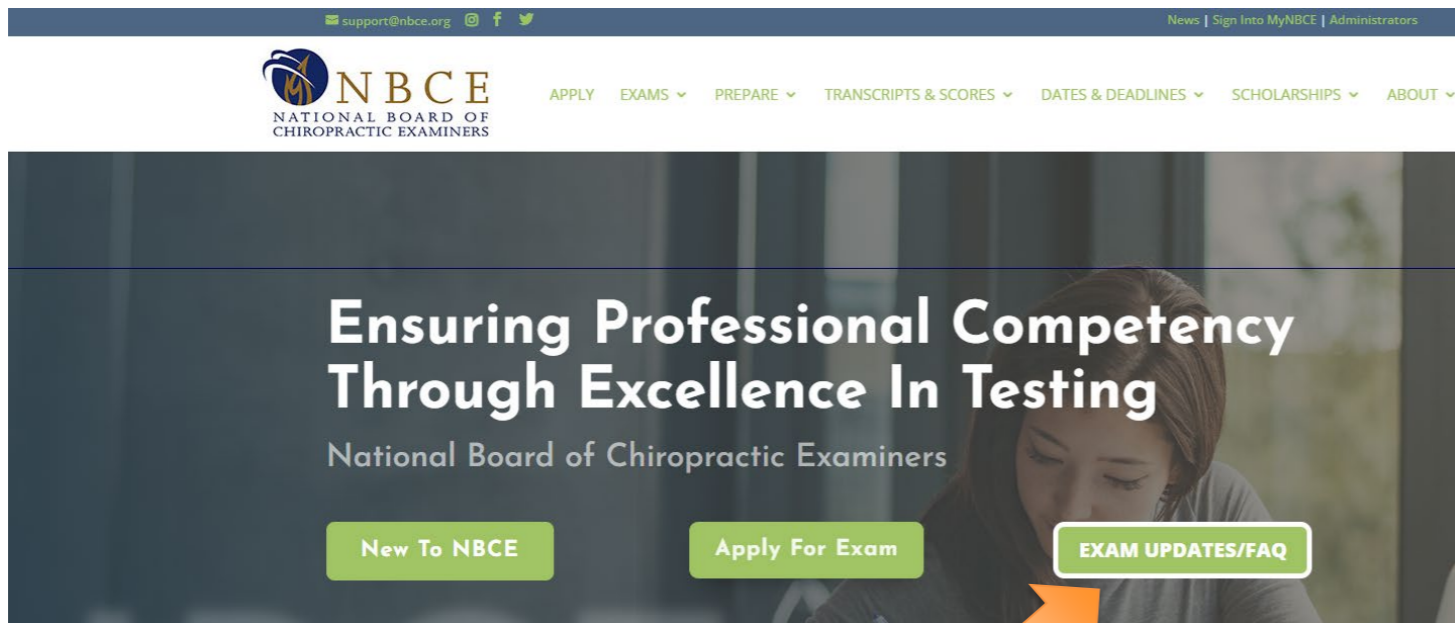 support@nbce.org
News | Sign Into MyNBCE | Administrators
NBCE
NATIONAL BOARD OF
CHIROPRACTIC EXAMINERS
APPLY EXAMS PREPARE TRANSCRIPTS & SCORES DATES & DEADLINES SCHOLARSHIPS ABOUT
Ensuring Professional Competency
Through Excellence In Testing
National Board of Chiropractic Examiners
New To NBCE
Apply For Exam
EXAM UPDATES/FAQ